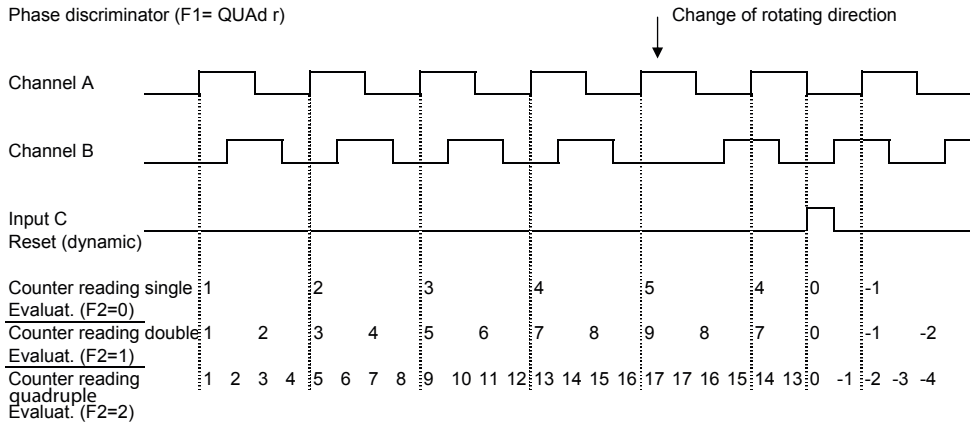 Phase discriminator (F1= QUAd r)
Change of rotating direction
Channel A
Channel B
Input C
Reset (dynamic)
Counter reading single 1 2 3 4 5 4 0 -1
Evaluat. (F2=0)
Counter reading double 1 2 3 4 5 6 7 8 9 8 7 0 -1 -2
Evaluat. (F2=1)
Counter reading 1 2 3 4 5 6 7 8 9 10 11 12 13 14 15 16 17 17 16 15 14 13 0 -1 -2 -3 -4
quadruple
Evaluat. (F2=2)